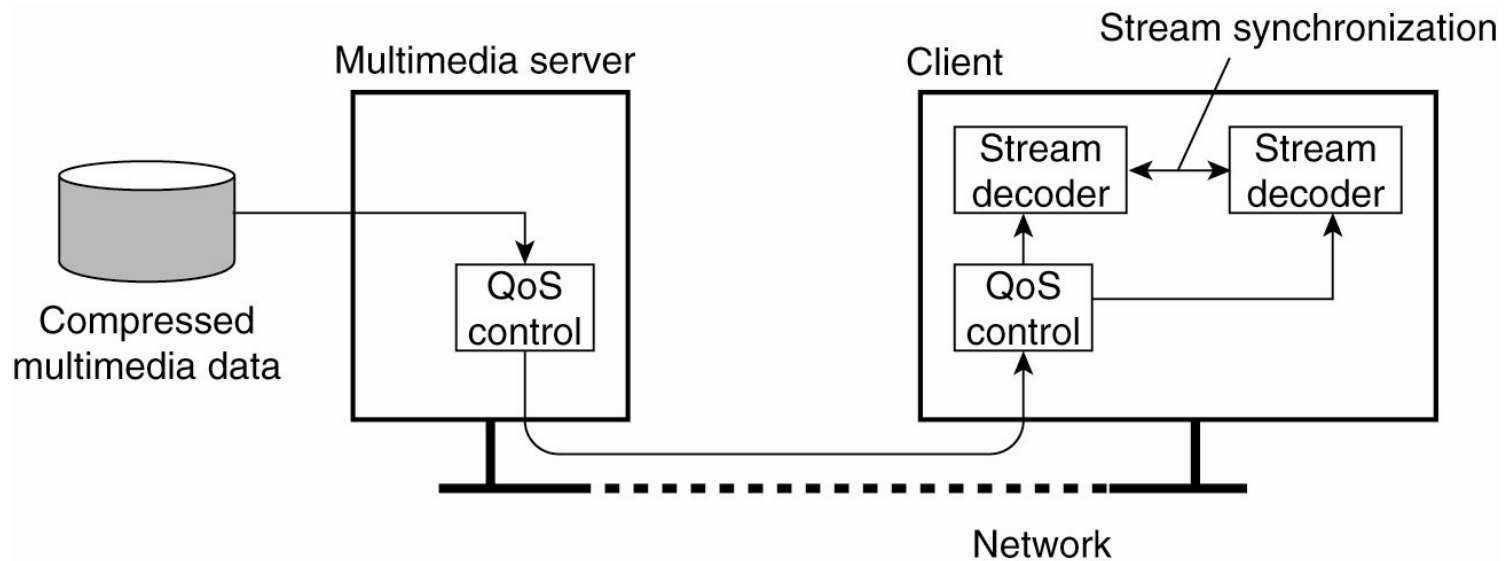 Stream synchronization
Multimedia server
Client
Stream
decoder
Stream
decoder
QoS
control
QoS
control
Compressed
multimedia data
Network